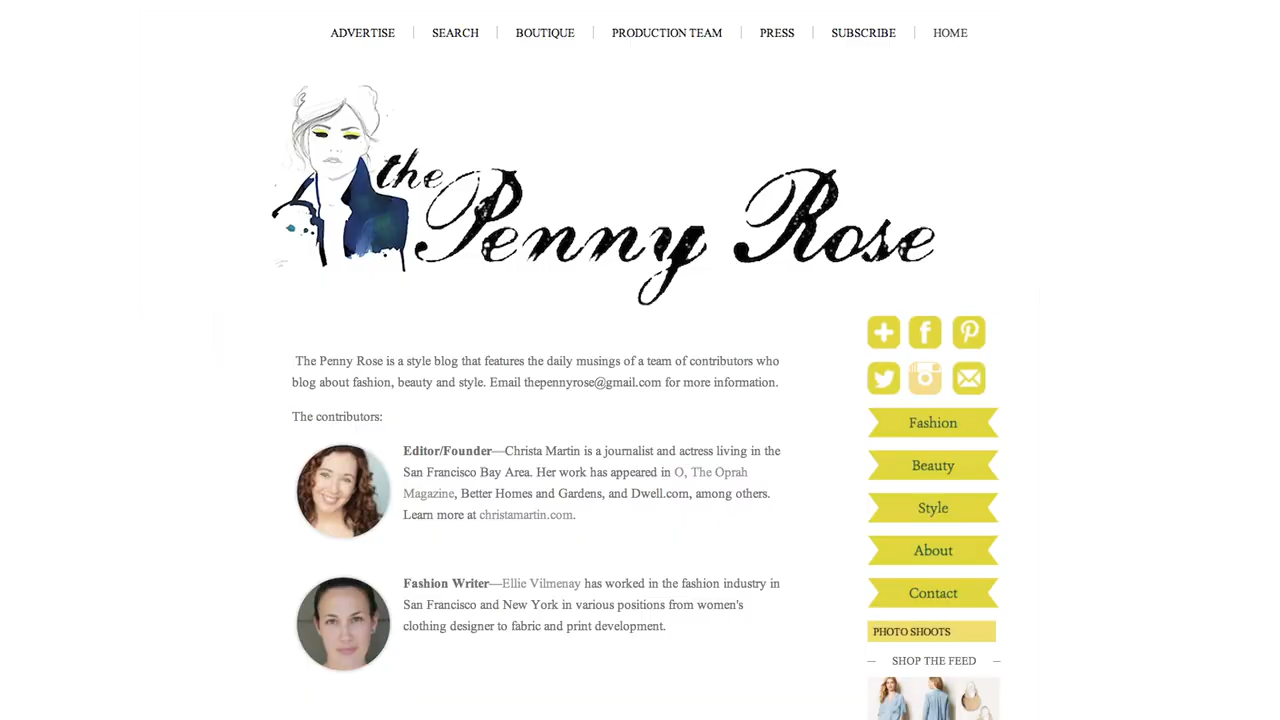 ADVERTISE | SEARCH | BOUTIQUE | PRODUCTION TEAM | PRESS | SUBSCRIBE | HOME
the Penny Rose
The Penny Rose is a style blog that features the daily musings of a team of contributors who
blog about fashion, beauty and style. Email thepennyrose@gmail.com for more information.
The contributors:
Editor/Founder—Christa Martin is a journalist and actress living in the
San Francisco Bay Area. Her work has appeared in O, The Oprah
Magazine, Better Homes and Gardens, and Dwell.com, among others.
Learn more at christamartin.com.
Fashion Writer—Ellie Vilmenay has worked in the fashion industry in
San Francisco and New York in various positions from women's
clothing designer to fabric and print development.
Fashion
Beauty
Style
About
Contact
PHOTO SHOOTS
SHOP THE FEED